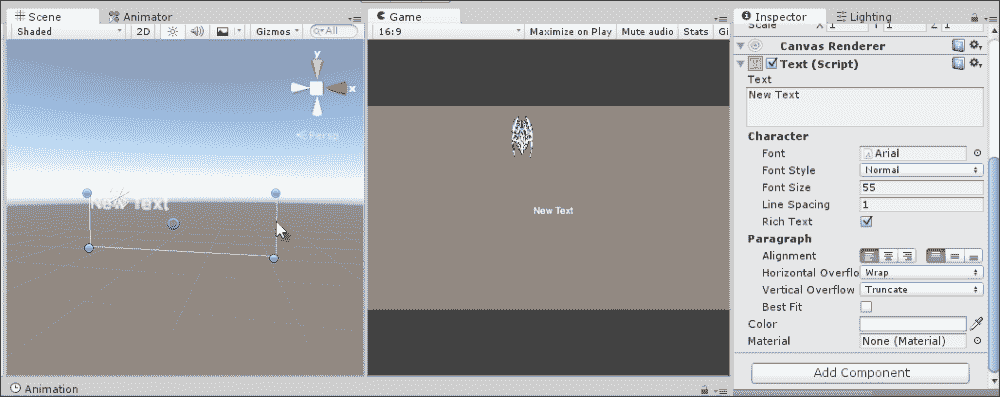 Scene Animator
Shaded 2D Gizmos All
y
x
Persp
New Text
Animation
Game
16:9 Maximize on Play Mute audio Stats Gi
New Text
Inspector Lighting
Scale X 1 Y 1 Z 1
Canvas Renderer
Text (Script)
Text
New Text
Character
Font Arial
Font Style Normal
Font Size 55
Line Spacing 1
Rich Text
Paragraph
Alignment
Horizontal Overflo Wrap
Vertical Overflow Truncate
Best Fit
Color
Material None (Material)
Add Component